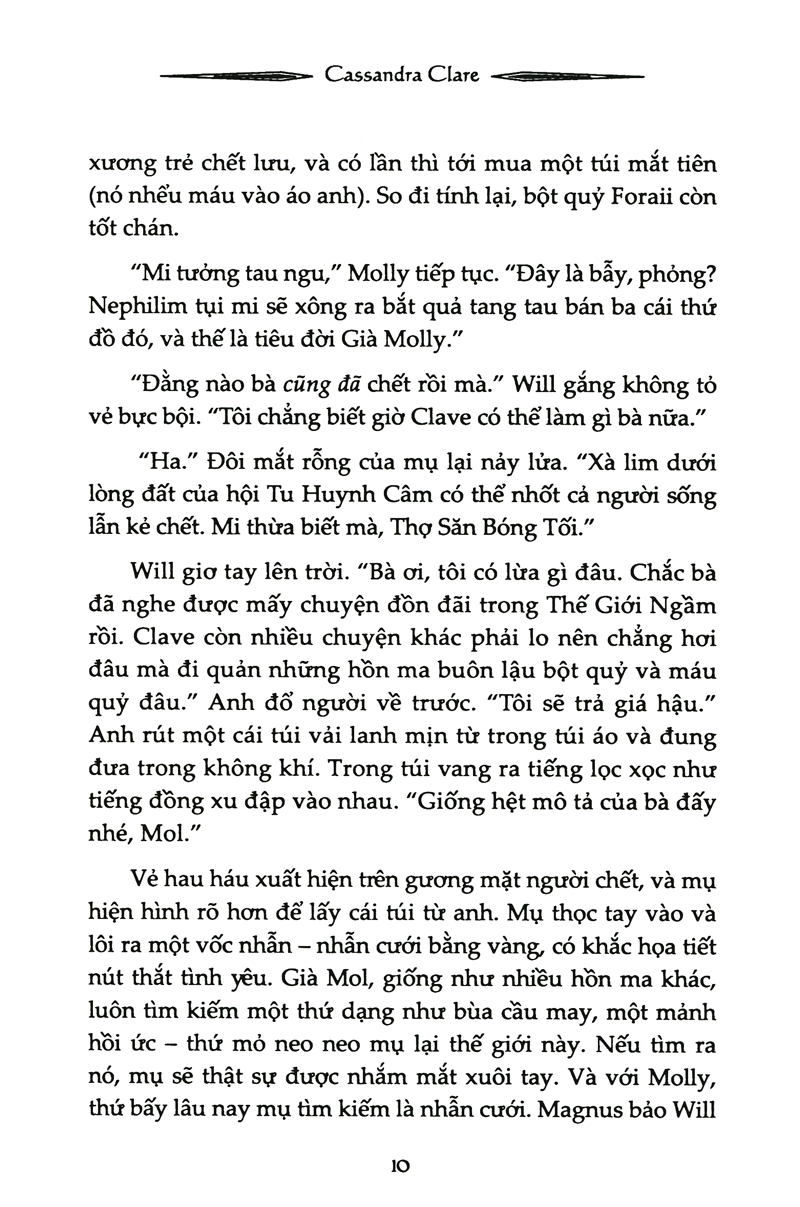 Cassandra Clare
xương trẻ chết lưu, và có lần thì tới mua một túi mắt tiên
(nó nhểu máu vào áo anh). So đi tính lại, bột quỷ Foraii còn
tốt chán.
“Mi tưởng tau ngu,” Molly tiếp tục. “Đây là bẫy, phỏng?
Nephilim tụi mi sẽ xông ra bắt quả tang tau bán ba cái thứ
đồ đó, và thế là tiêu đời Già Molly.”
“Đằng nào bà cũng đã chết rồi mà.” Will gắng không tỏ
vẻ bực bội. “Tôi chẳng biết giờ Clave có thể làm gì bà nữa.”
“Ha.” Đôi mắt rỗng của mụ lại nảy lửa. “Xà lim dưới
lòng đất của hội Tu Huynh Câm có thể nhốt cả người sống
lẫn kẻ chết. Mi thừa biết mà, Thợ Săn Bóng Tối.”
Will giơ tay lên trời. “Bà ơi, tôi có lừa gì đâu. Chắc bà
đã nghe được mấy chuyện đồn đãi trong Thế Giới Ngầm
rồi. Clave còn nhiều chuyện khác phải lo nên chẳng hơi
đâu mà đi quản những hồn ma buôn lậu bột quỷ và máu
quỷ đâu.” Anh đổ người về trước. “Tôi sẽ trả giá hậu.”
Anh rút một cái túi vải lanh mịn từ trong túi áo và đung
đưa trong không khí. Trong túi vang ra tiếng lọc xọc như
tiếng đồng xu đập vào nhau. “Giống hệt mô tả của bà đấy
nhé, Mol.”
Vẻ hau háu xuất hiện trên gương mặt người chết, và mụ
hiện hình rõ hơn để lấy cái túi từ anh. Mụ thọc tay vào và
lôi ra một vốc nhẫn – nhẫn cưới bằng vàng, có khắc họa tiết
nút thắt tình yêu. Già Mol, giống như nhiều hồn ma khác,
luôn tìm kiếm một thứ dạng như bùa cầu may, một mảnh
hồi ức – thứ mỏ neo neo mụ lại thế giới này. Nếu tìm ra
nó, mụ sẽ thật sự được nhắm mắt xuôi tay. Và với Molly,
thứ bấy lâu nay mụ tìm kiếm là nhẫn cưới. Magnus bảo Will
10